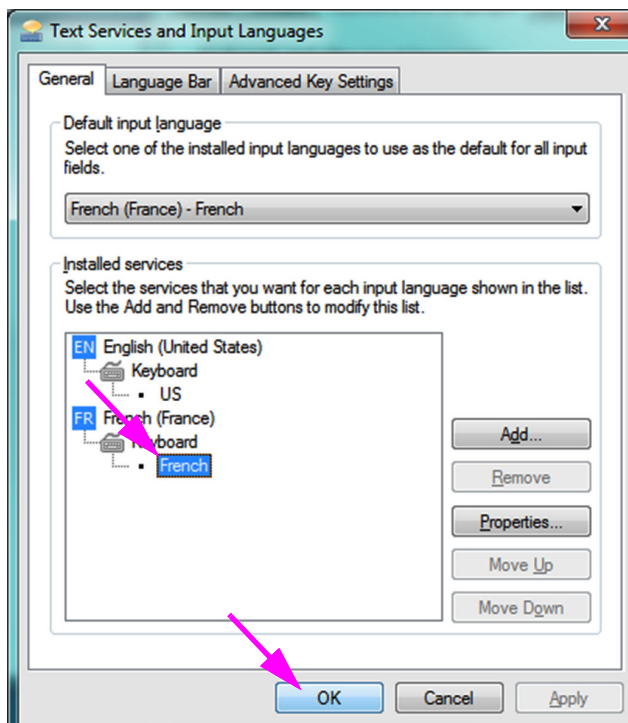 Text Services and Input Languages
General
Language Bar
Advanced Key Settings
Default input language
Select one of the installed input languages to use as the default for all input
fields.
French (France) - French
Installed services
Select the services that you want for each input language shown in the list.
Use the Add and Remove buttons to modify this list.
EN English (United States)
Keyboard
US
FR French (France)
Keyboard
French
Add...
Remove
Properties...
Move Up
Move Down
OK
Cancel
Apply